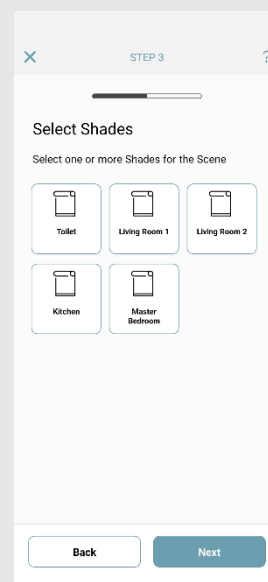 STEP 3
?
Select Shades
Select one or more Shades for the Scene
Toilet
Living Room 1
Living Room 2
Kitchen
Master
Bedroom
Back
Next